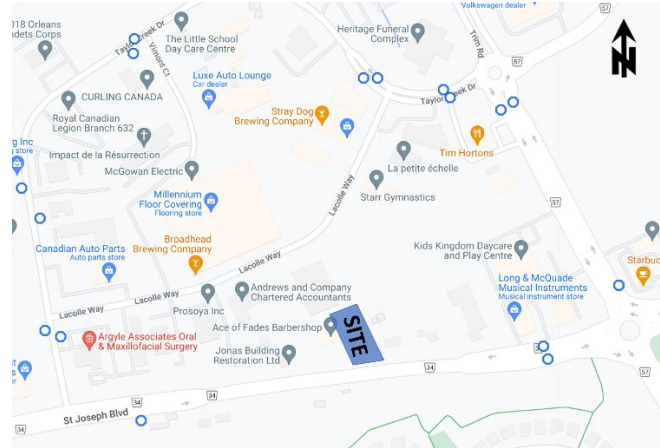 Volkswagen dealer
018 Orleans
dets Corps
The Little School
Day Care Centre
Heritage Funeral
Complex
Trim Rd
57
Taylor Creek Dr
Vimont Ct
Luxe Auto Lounge
Car dealer
CURLING CANADA
Taylor Creek Dr
Stray Dog
Brewing Company
Royal Canadian
Legion Branch 632
Tim Hortons
ng Inc
g store
Impact de la Résurrection
McGowan Electric
La petite échelle
Starr Gymnastics
Lacolle Way
57
Millennium
Floor Covering
Flooring store
Canadian Auto Parts
Auto parts store
Broadhead
Brewing Company
Lacolle Way
Kids Kingdom Daycare
and Play Centre
Starbuc
Long & McQuade
Musical Instruments
Musical instrument store
57
Lacolle Way
Andrews and Company
Chartered Accountants
Prosoya Inc
SITE
Ace of Fades Barbershop
Argyle Associates Oral
& Maxillofacial Surgery
Jonas Building
Restoration Ltd
34
34
34
34
St Joseph Blvd
N